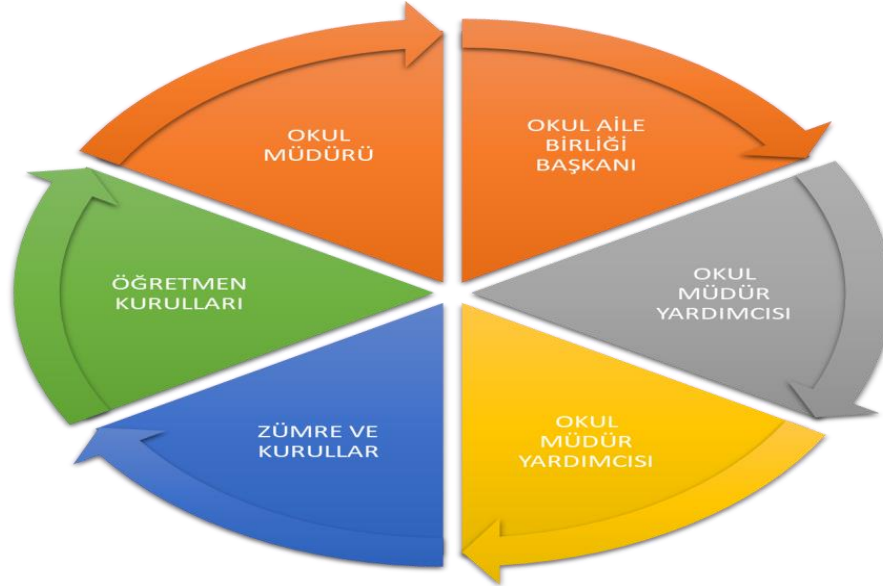 OKUL
MÜDÜRÜ
OKUL AİLE
BİRLİĞİ
BAŞKANI
OKUL
MÜDÜR
YARDIMCISI
OKUL
MÜDÜR
YARDIMCISI
ZÜMRE VE
KURULLAR
ÖĞRETMEN
KURULLARI